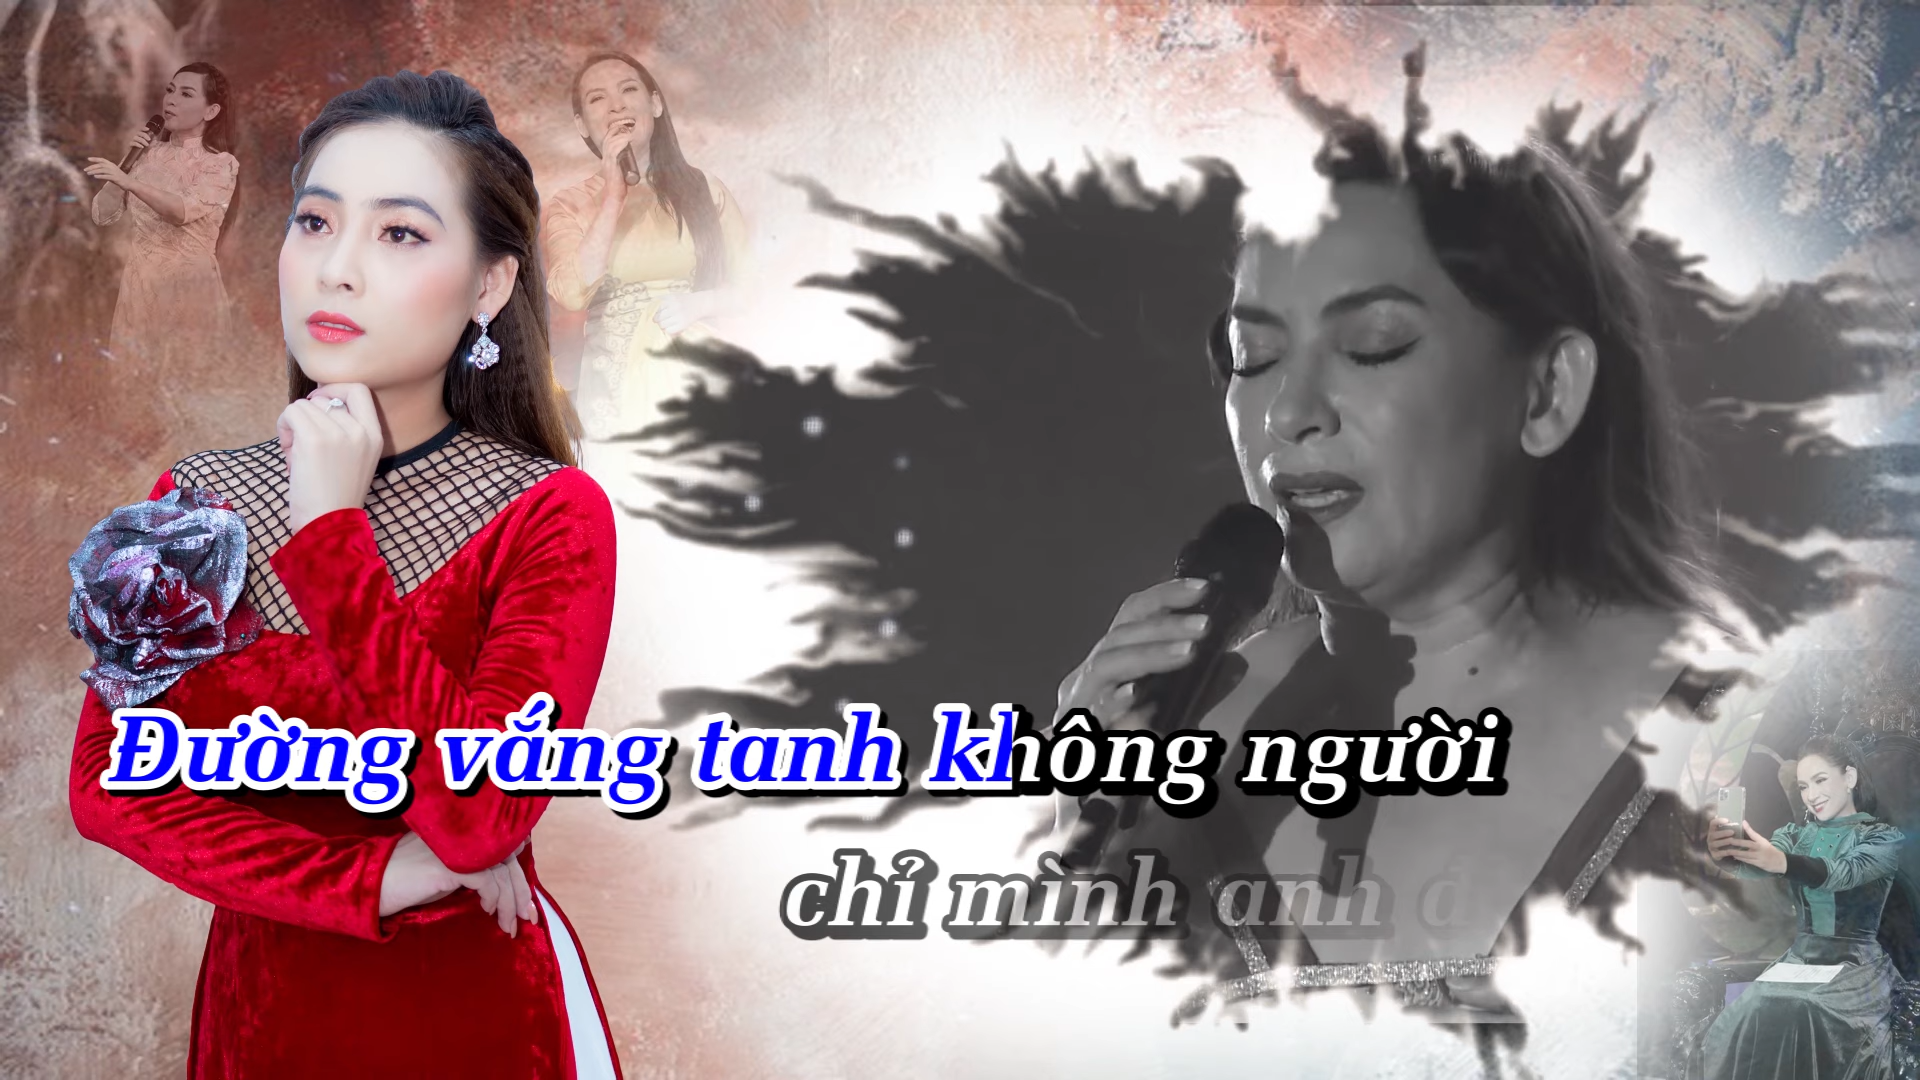 Đường vắng tanh không người
chỉ mình anh